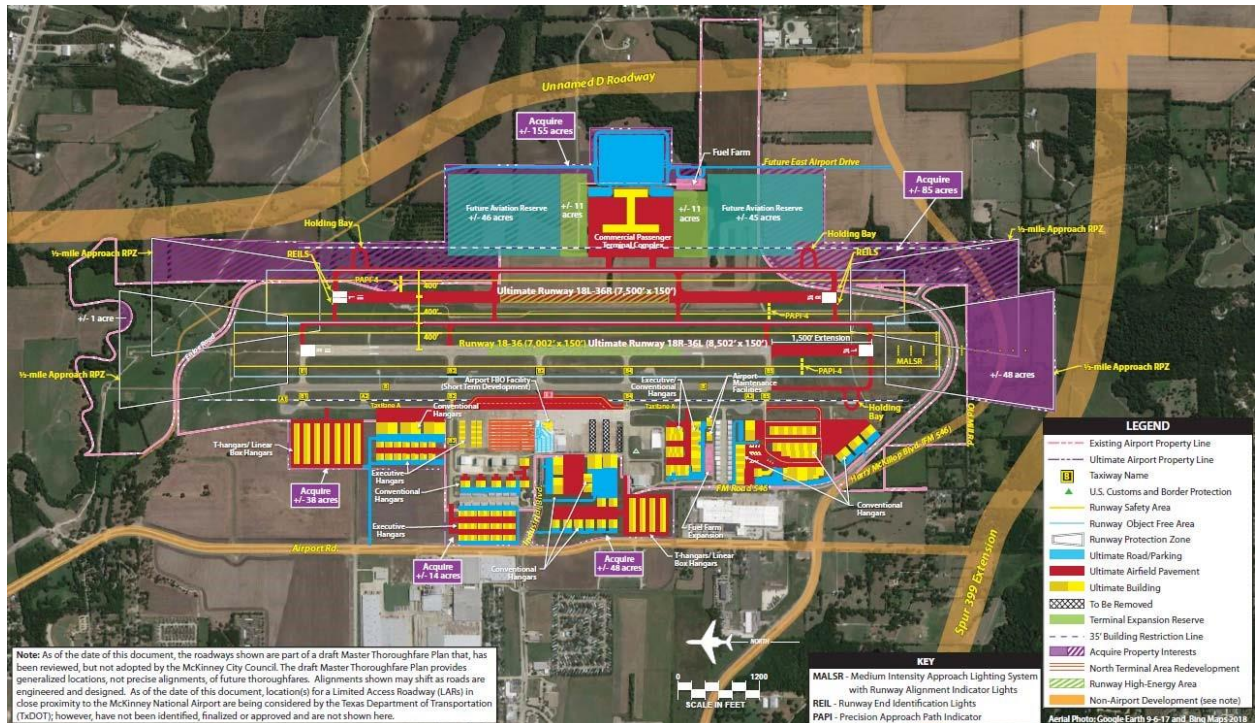 Unnamed D Roadway
Acquire
+/- 155 acres
Fuel Farm
Future East Airport Drive
Acquire
+/- 85 acres
Future Aviation Reserve
+/- 46 acres
+/- 11
acres
+/- 11
acres
Future Aviation Reserve
+/- 45 acres
Commercial Passenger
Terminal Complex
Holding Bay
Holding Bay
½-mile Approach RPZ
½-mile Approach RPZ
REILS
REILS
PAPI-4
400'
Ultimate Runway 18L-36R (7,500' x 150')
+/- 1 acre
400'
PAPI-4
400'
Runway 18-36 (7,002' x 150') Ultimate Runway 18R-36L (8,502' x 150')
1,500' Extension
MALSR
+/- 48 acres
½-mile Approach RPZ
½-mile Approach RPZ
PAPI-4
Airport FBO Facility
(Short Term Development)
Executive/
Conventional
Hangars
Airport
Maintenance
Facilities
Taxilane A
Taxilane A
Holding
Bay
Conventional
Hangars
T-hangars/ Linear
Box Hangars
Executive
Hangars
Conventional
Hangars
Executive
Hangars
Acquire
+/- 38 acres
Industrial Blvd.
FM Road 546
Harry McKillop Blvd. (FM 546)
Conventional
Hangars
Fuel Farm
Expansion
Airport Rd.
Acquire
+/- 14 acres
Conventional
Hangars
Acquire
+/- 48 acres
T-hangars/ Linear
Box Hangars
Spur 399 Extension
NORTH
0 1200
SCALE IN FEET
Note: As of the date of this document, the roadways shown are part of a draft Master Thoroughfare Plan that, has
been reviewed, but not adopted by the McKinney City Council. The draft Master Thoroughfare Plan provides
generalized locations, not precise alignments, of future thoroughfares. Alignments shown may shift as roads are
engineered and designed. As of the date of this document, location(s) for a Limited Access Roadway (LARs) in
close proximity to the McKinney National Airport are being considered by the Texas Department of Transportation
(TxDOT); however, have not been identified, finalized or approved and are not shown here.
KEY
MALSR - Medium Intensity Approach Lighting System
with Runway Alignment Indicator Lights
REIL - Runway End Identification Lights
PAPI - Precision Approach Path Indicator
LEGEND
Existing Airport Property Line
Ultimate Airport Property Line
B Taxiway Name
U.S. Customs and Border Protection
Runway Safety Area
Runway Object Free Area
Runway Protection Zone
Ultimate Road/Parking
Ultimate Airfield Pavement
Ultimate Building
To Be Removed
Terminal Expansion Reserve
35' Building Restriction Line
Acquire Property Interests
North Terminal Area Redevelopment
Runway High-Energy Area
Non-Airport Development (see note)
Aerial Photo: Google Earth 9-6-17 and Bing Maps 2018